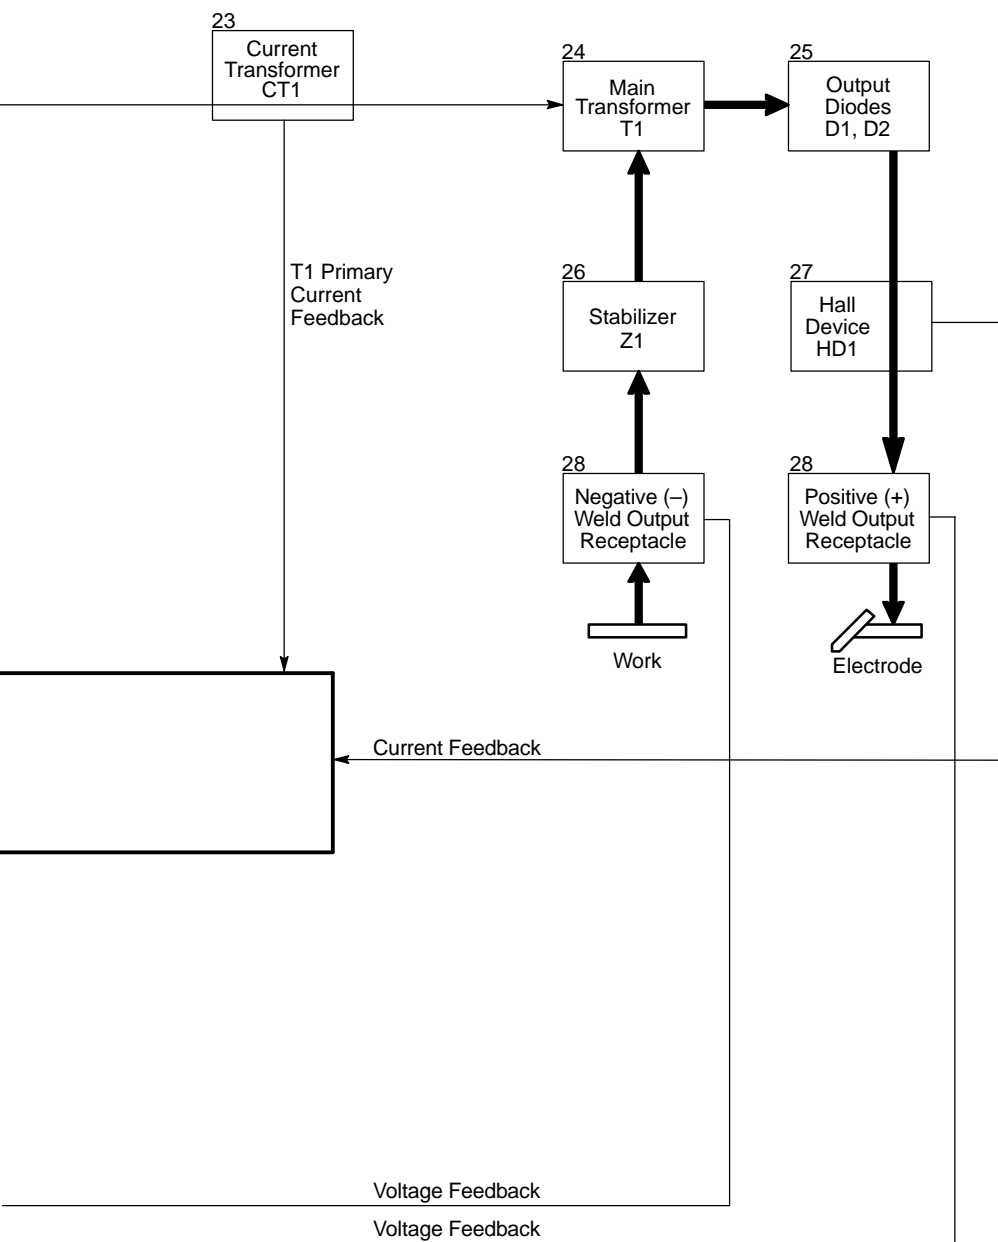 23
Current
Transformer
CT1
24
Main
Transformer
T1
25
Output
Diodes
D1, D2
T1 Primary
Current
Feedback
26
Stabilizer
Z1
27
Hall
Device
HD1
28
Negative (–)
Weld Output
Receptacle
28
Positive (+)
Weld Output
Receptacle
Work
Electrode
Current Feedback
Voltage Feedback
Voltage Feedback